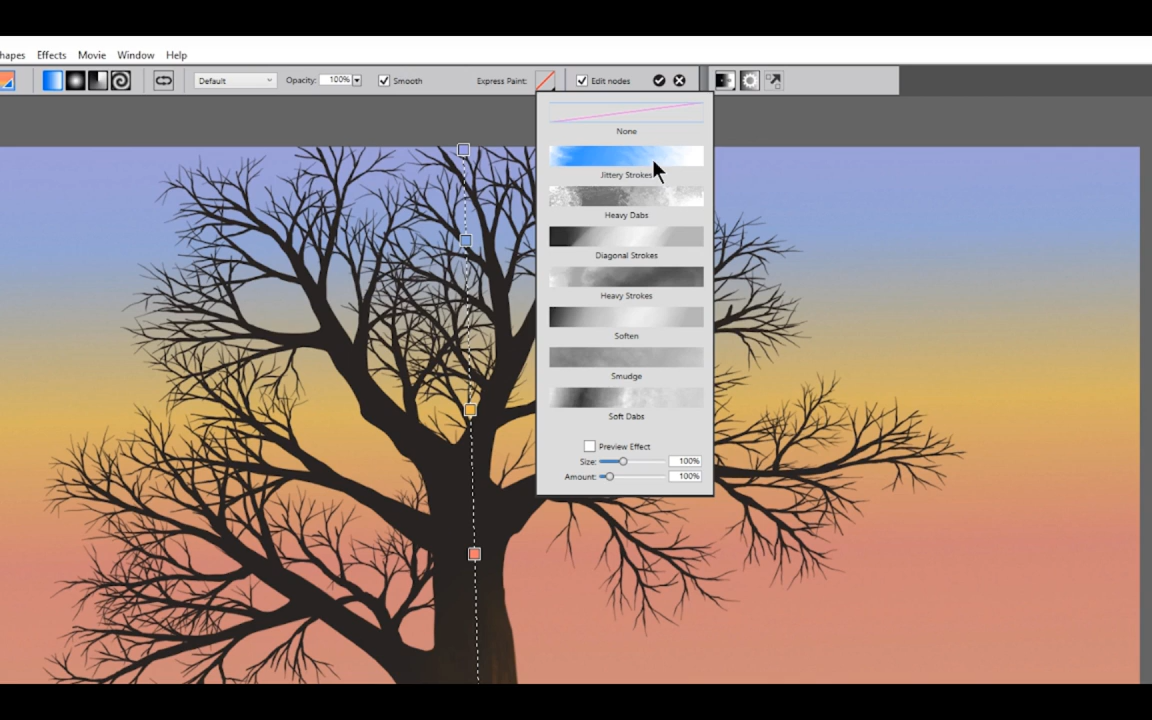 hapes Effects Movie Window Help
Default Opacity: 100% Smooth Express Paint: Edit nodes
None
Jittery Strokes
Heavy Dabs
Diagonal Strokes
Heavy Strokes
Soften
Smudge
Soft Dabs
Preview Effect
Size: 100%
Amount: 100%